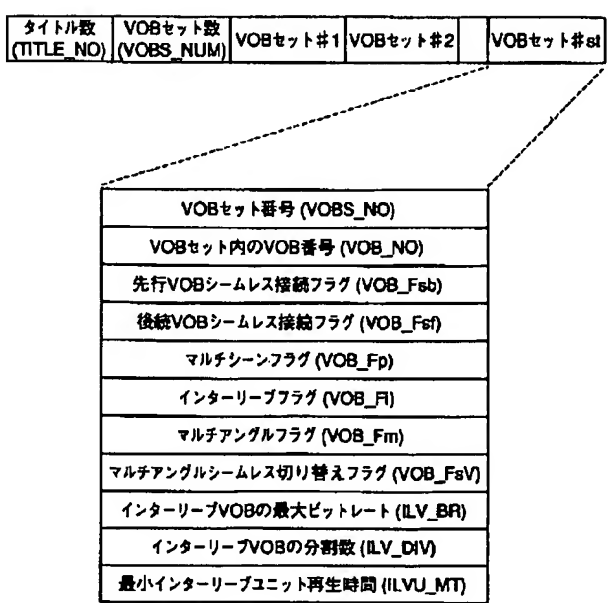 タイトル数 (TITLE_NO)
VOBセット数 (VOBS_NUM)
VOBセット#1
VOBセット#2
VOBセット#st
VOBセット番号 (VOBS_NO)
VOBセット内のVOB番号 (VOB_NO)
先行VOBシームレス接続フラグ (VOB_Fsb)
後続VOBシームレス接続フラグ (VOB_Fsf)
マルチシーンフラグ (VOB_Fp)
インターリーブフラグ (VOB_Fi)
マルチアングルフラグ (VOB_Fm)
マルチアングルシームレス切り替えフラグ (VOB_FsV)
インターリーブVOBの最大ビットレート (ILV_BR)
インターリーブVOBの分割数 (ILV_DIV)
最小インターリーブユニット再生時間 (ILVU_MT)